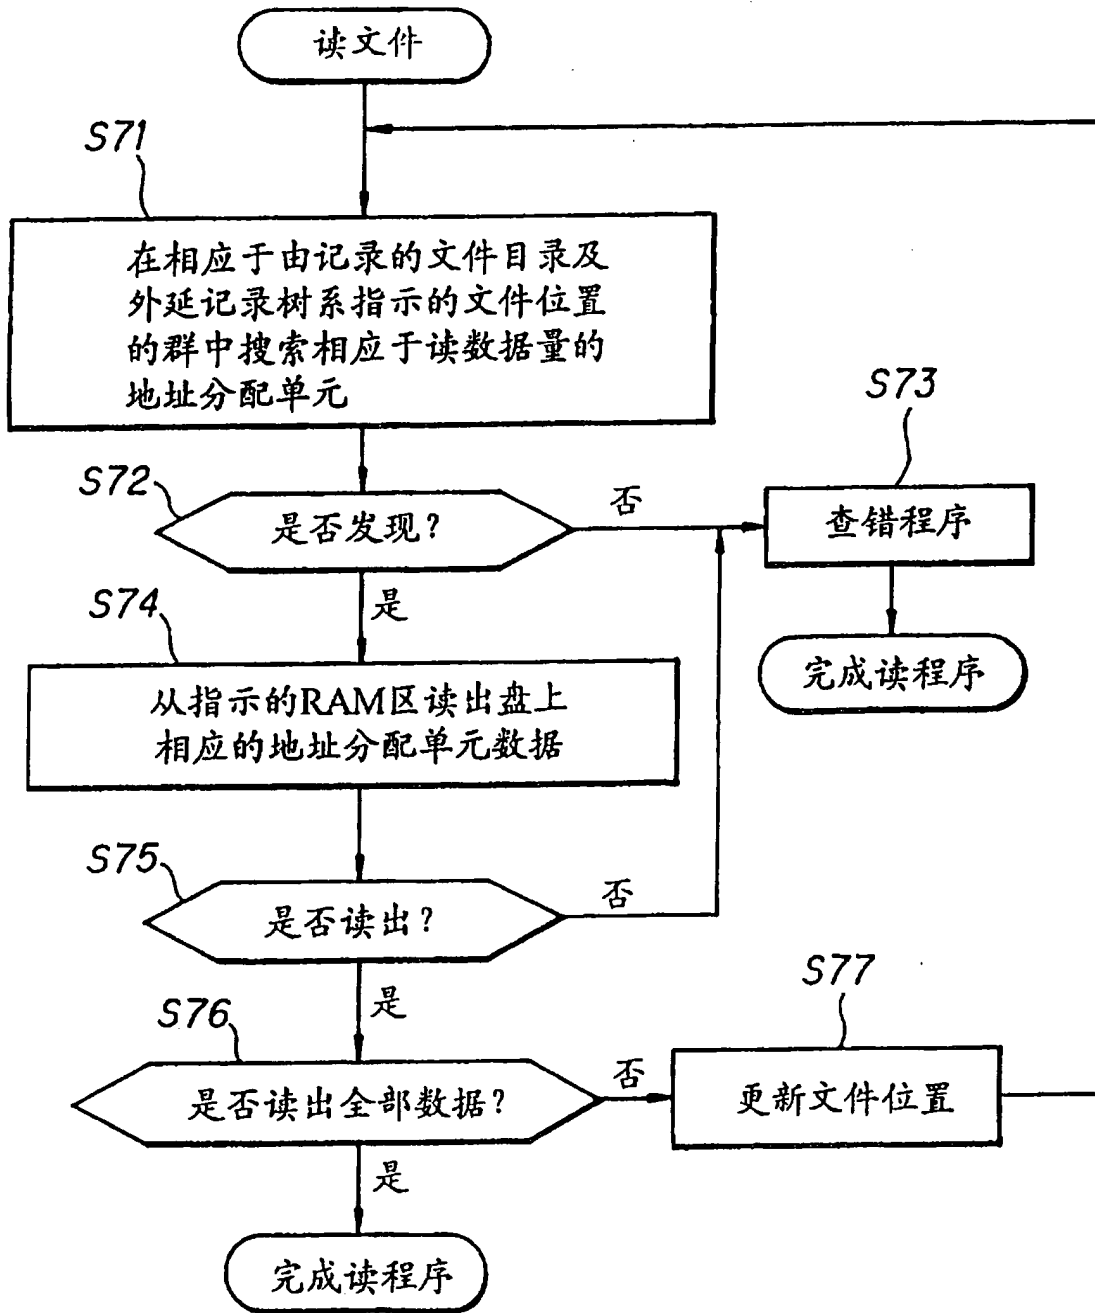 读文件
S71
在相应于由记录的文件目录及
外延记录树系指示的文件位置
的群中搜索相应于读数据量的
地址分配单元
S72
是否发现?
否
S73
查错程序
是
完成读程序
S74
从指示的RAM区读出盘上
相应的地址分配单元数据
S75
是否读出?
否
是
S76
是否读出全部数据?
否
S77
更新文件位置
是
完成读程序